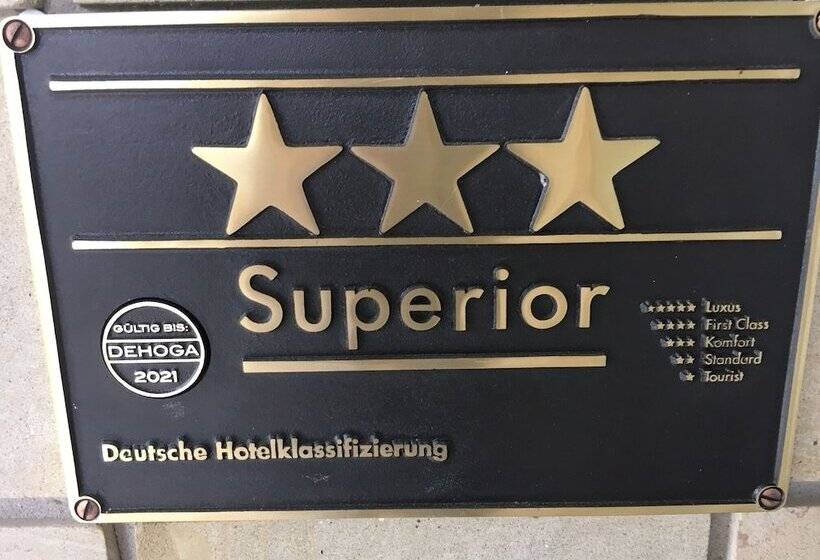 Superior
GÜLTIG BIS:
DEHOGA
2021
Luxus
First Class
Komfort
Standard
Tourist
Deutsche Hotelklassifizierung